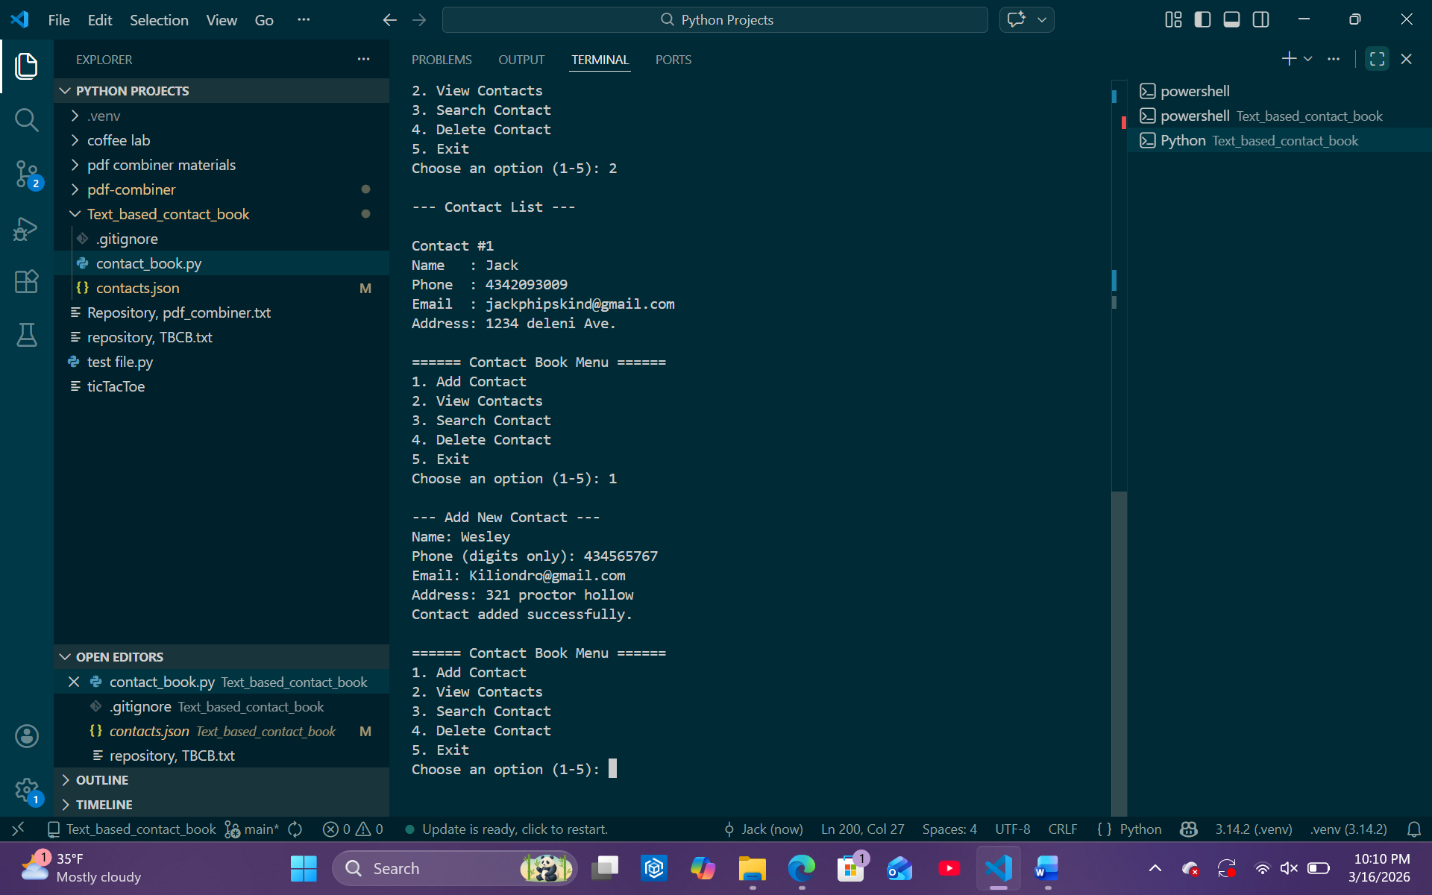 File Edit Selection View Go ···
Python Projects
EXPLORER ···
PYTHON PROJECTS
.venv
coffee lab
pdf combiner materials
pdf-combiner
Text_based_contact_book
.gitignore
contact_book.py
{} contacts.json M
Repository, pdf_combiner.txt
repository, TBCB.txt
test file.py
ticTacToe
2
OPEN EDITORS
contact_book.py Text_based_contact_book
.gitignore Text_based_contact_book
{} contacts.json Text_based_contact_book M
repository, TBCB.txt
OUTLINE
TIMELINE
1
PROBLEMS OUTPUT TERMINAL PORTS
2. View Contacts
3. Search Contact
4. Delete Contact
5. Exit
Choose an option (1-5): 2
--- Contact List ---
Contact #1
Name   : Jack
Phone  : 4342093009
Email  : jackphipskind@gmail.com
Address: 1234 deleni Ave.
====== Contact Book Menu ======
1. Add Contact
2. View Contacts
3. Search Contact
4. Delete Contact
5. Exit
Choose an option (1-5): 1
--- Add New Contact ---
Name: Wesley
Phone (digits only): 434565767
Email: Kiliondro@gmail.com
Address: 321 proctor hollow
Contact added successfully.
====== Contact Book Menu ======
1. Add Contact
2. View Contacts
3. Search Contact
4. Delete Contact
5. Exit
Choose an option (1-5):
powershell
powershell Text_based_contact_book
Python Text_based_contact_book
Text_based_contact_book main* 0 0 Update is ready, click to restart. Jack (now) Ln 200, Col 27 Spaces: 4 UTF-8 CRLF {} Python 3.14.2 (.venv) .venv (3.14.2)
1 35°F
Mostly cloudy
Search
1
10:10 PM
3/16/2026